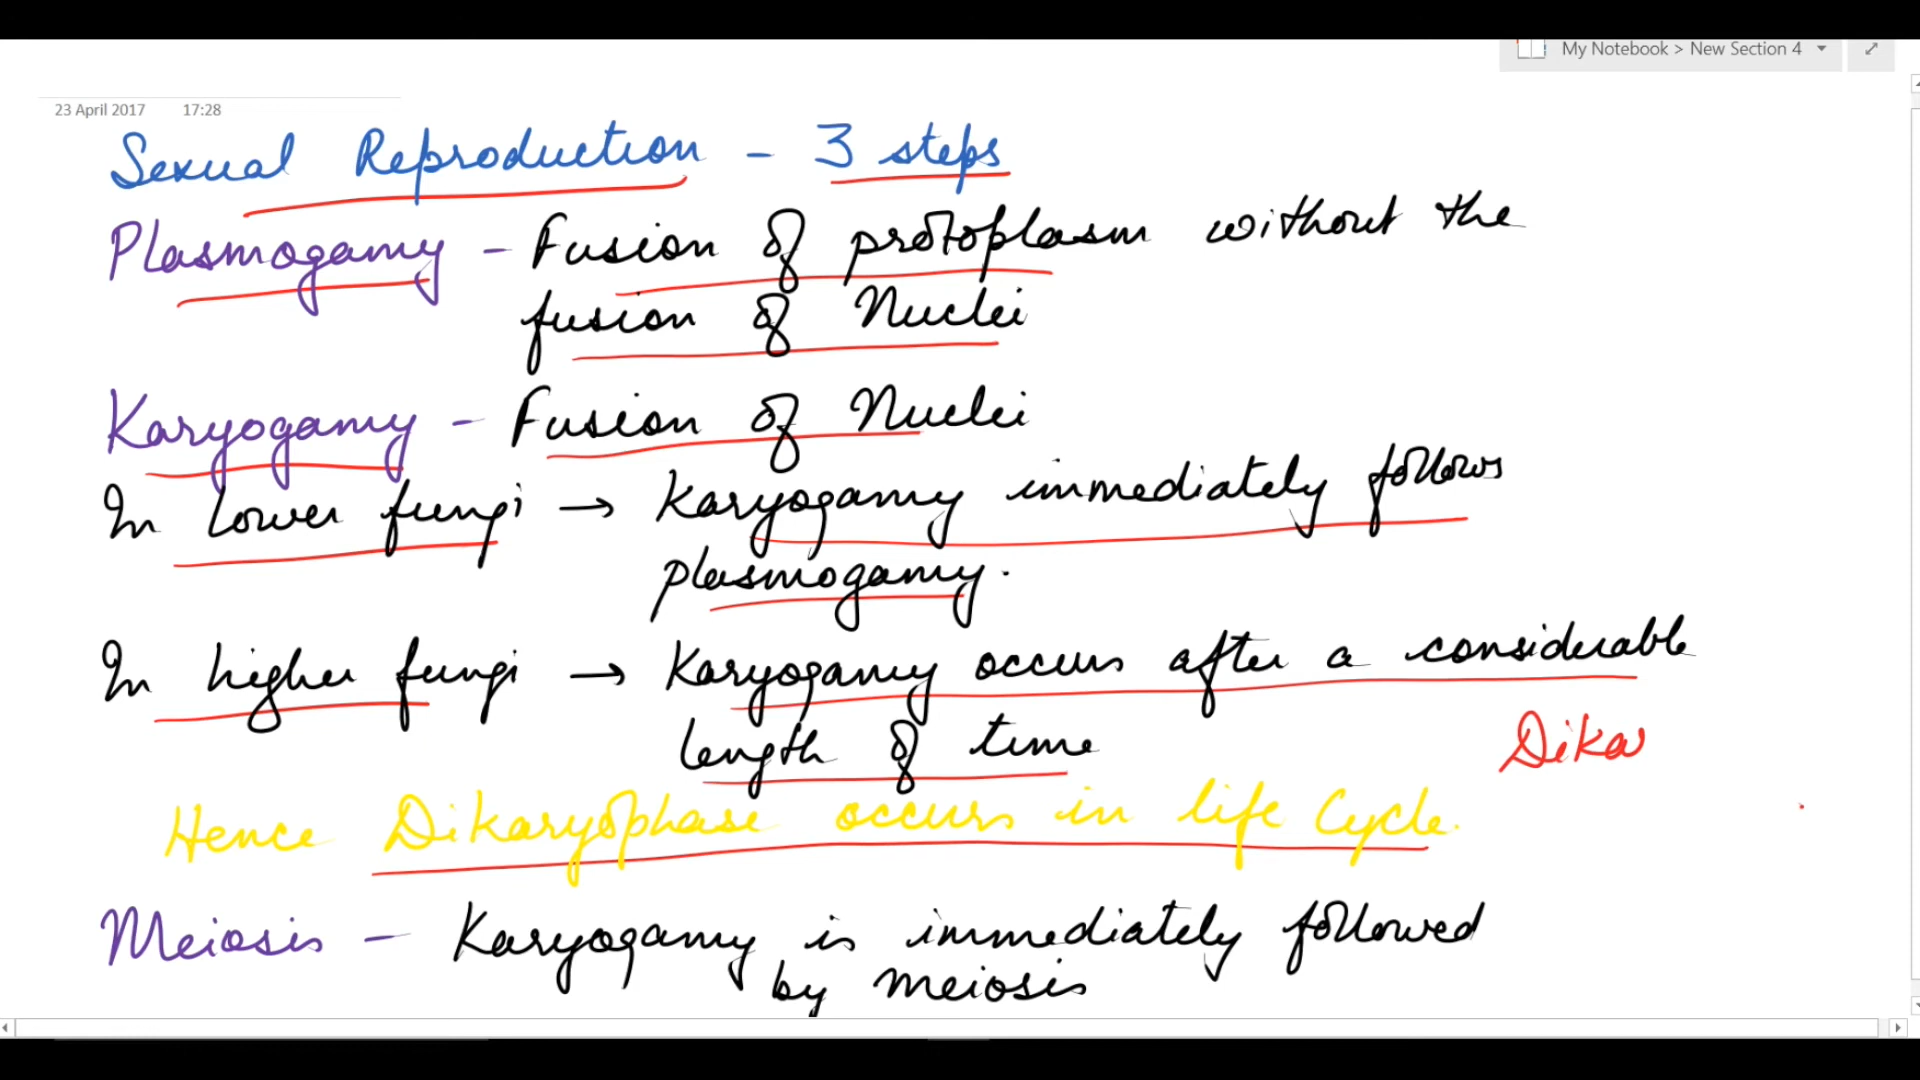 My Notebook > New Section 4
23 April 2017 17:28
Sexual Reproduction - 3 steps
Plasmogamy - Fusion of protoplasm without the
fusion of Nuclei
Karyogamy - Fusion of Nuclei
In lower fungi → Karyogamy immediately follows
plasmogamy.
In higher fungi → Karyogamy occurs after a considerable
length of time
Dika
Hence Dikaryophase occurs in life Cycle.
Meiosis - Karyogamy is immediately followed
by meiosis